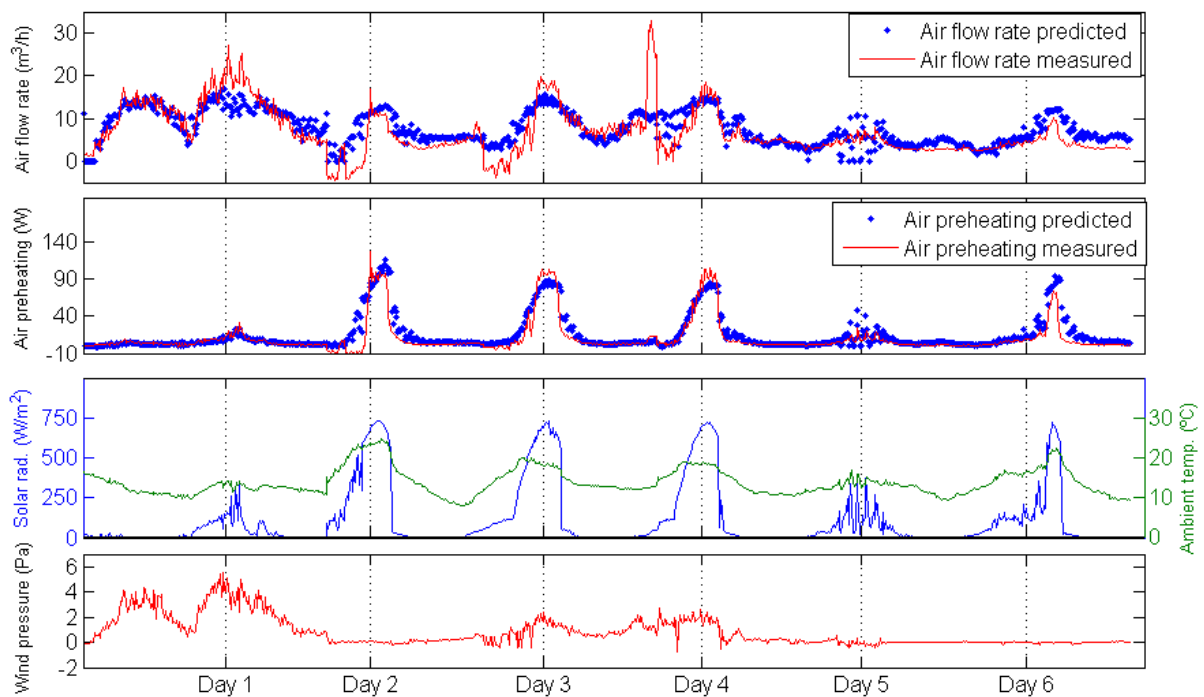 Air flow rate (m³/h)
30
20
10
0
Air flow rate predicted
Air flow rate measured
Air preheating (W)
140
90
40
-10
Air preheating predicted
Air preheating measured
Solar rad. (W/m²)
750
500
250
0
30
20
10
0
Ambient temp. (ºC)
Wind pressure (Pa)
6
4
2
0
-2
Day 1 Day 2 Day 3 Day 4 Day 5 Day 6